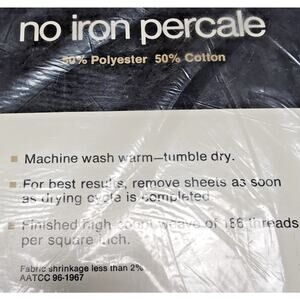 no iron percale
50% Polyester 50% Cotton
Machine wash warm—tumble dry.
For best results, remove sheets as soon
as drying cycle is completed
Finished high count weave of 186 threads
per square inch.
Fabric shrinkage less than 2%
AATCC 96-1967